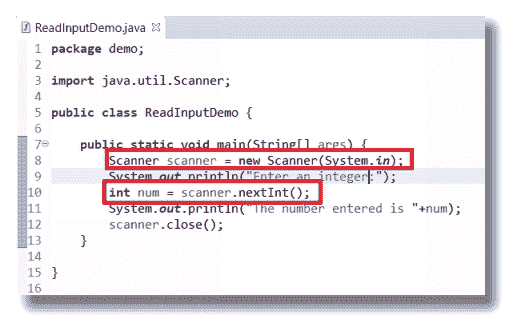 ReadInputDemo.java
1 package demo;
2
3 import java.util.Scanner;
4
5 public class ReadInputDemo {
6
7 public static void main(String[] args) {
8 Scanner scanner = new Scanner(System.in);
9 System.out.println("Enter an integer:");
10 int num = scanner.nextInt();
11 System.out.println("The number entered is "+num);
12 scanner.close();
13 }
14
15 }
16